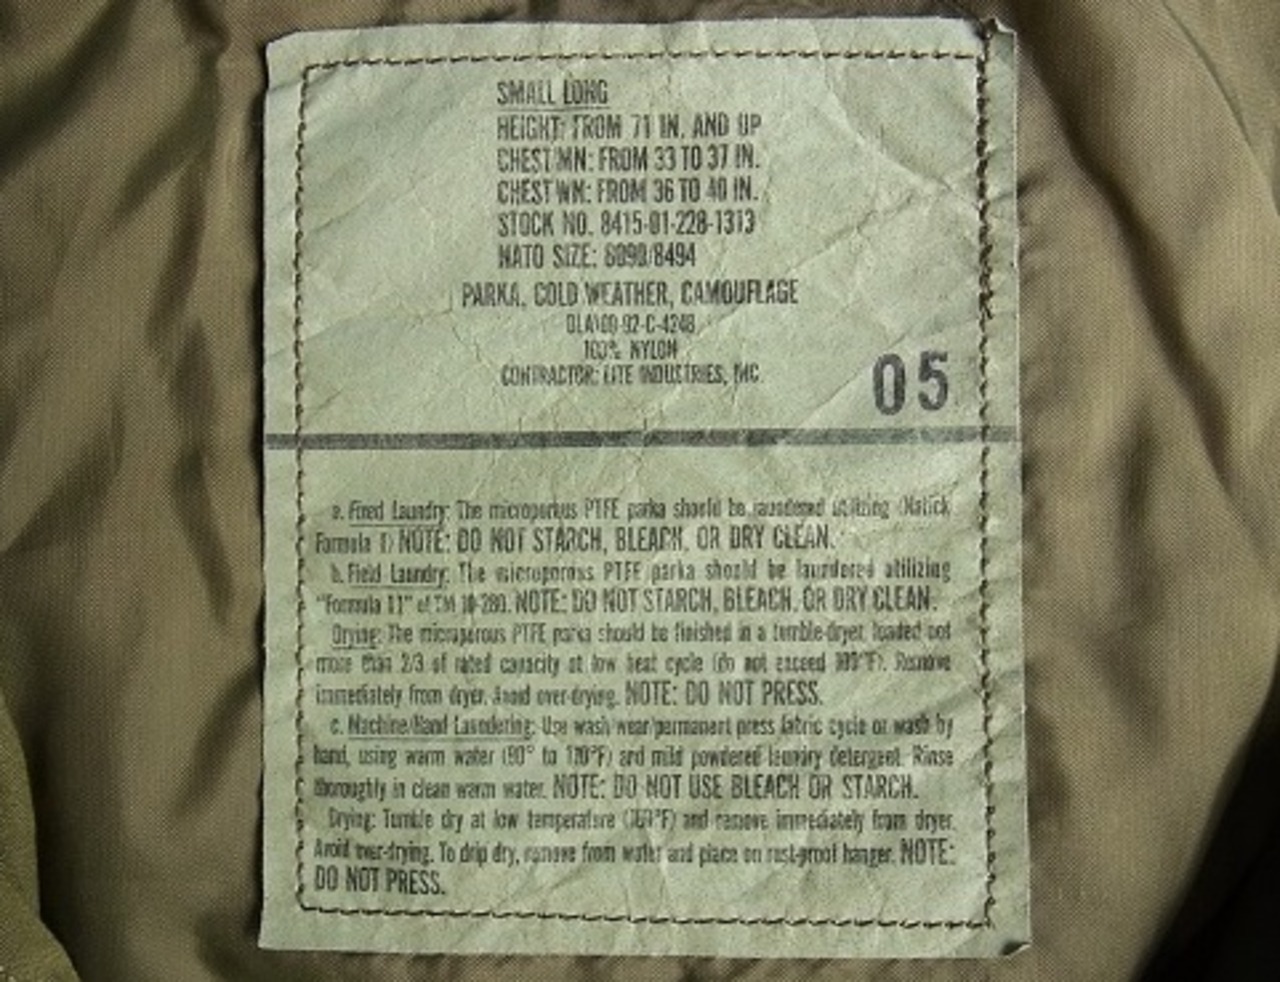 SMALL LONG
HEIGHT: FROM 71 IN. AND UP
CHEST MN: FROM 33 TO 37 IN.
CHEST WM: FROM 36 TO 40 IN.
STOCK NO. 8415-01-228-1313
NATO SIZE: 8090/8494
PARKA, COLD WEATHER, CAMOUFLAGE
DLA100-92-C-4248
100% NYLON
CONTRACTOR: INDUSTRIES, INC.
05
a. Fixed Laundry: The microporous PTFE parka should be laundered utilizing (Natick
Formula I) NOTE: DO NOT STARCH, BLEACH, OR DRY CLEAN.
b. Field Laundry: The microporous PTFE parka should be laundered utilizing
"Formula 11" of TM 10-280. NOTE: DO NOT STARCH, BLEACH, OR DRY CLEAN.
Drying: The microporous PTFE parka should be finished in a tumble-dryer, loaded not
more than 2/3 of rated capacity at low heat cycle (do not exceed Remove
immediately from dryer. Avoid over-drying. NOTE: DO NOT PRESS.
c. Machine/Hand Laundering: Use wash wear/permanent press fabric cycle or wash by
hand, using warm water (90° to and mild powdered laundry detergent. Rinse
thoroughly in clean warm water. NOTE: DO NOT USE BLEACH OR STARCH.
Drying: Tumble dry at low temperature and remove immediately from dryer.
Avoid over-drying. To drip dry, remove from water and place on rust-proof hanger. NOTE:
DO NOT PRESS.